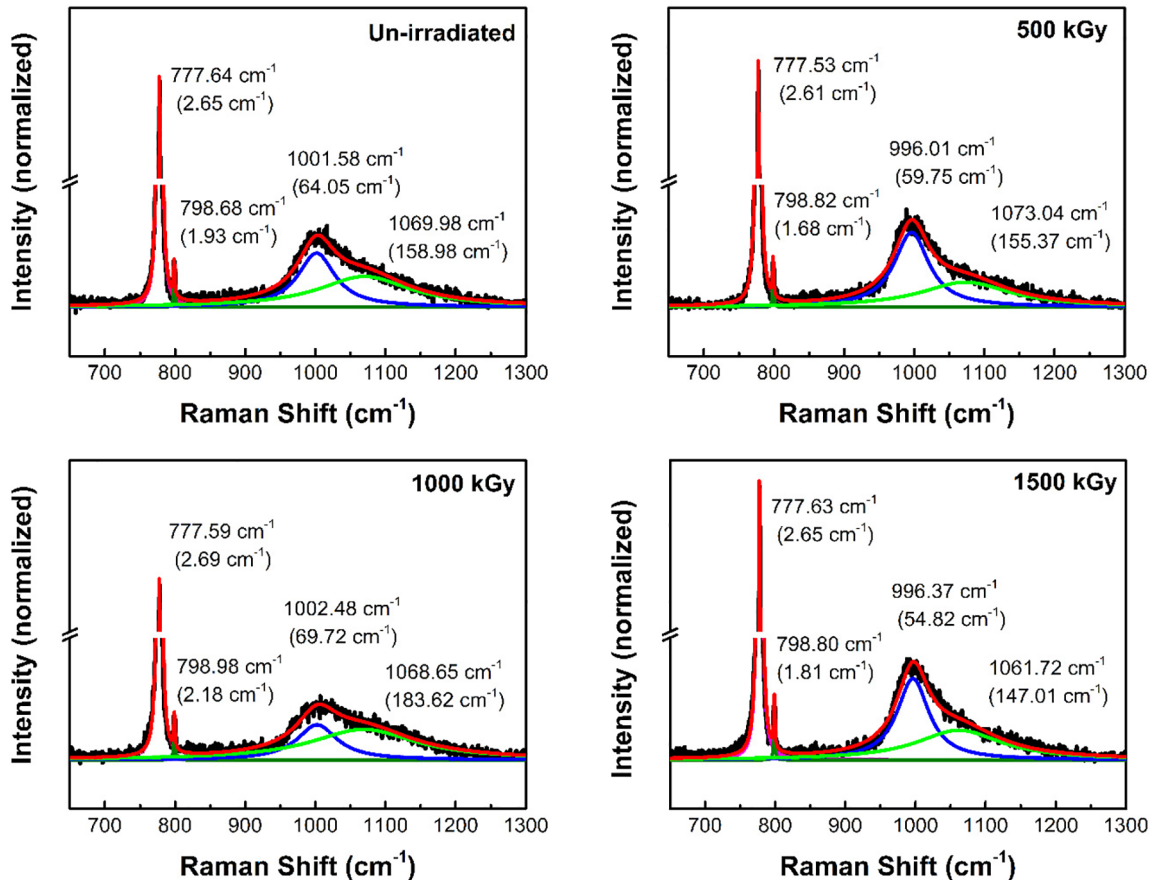 Un-irradiated
777.64 cm⁻¹
(2.65 cm⁻¹)
1001.58 cm⁻¹
(64.05 cm⁻¹)
798.68 cm⁻¹
(1.93 cm⁻¹)
1069.98 cm⁻¹
(158.98 cm⁻¹)
Intensity (normalized)
700 800 900 1000 1100 1200 1300
Raman Shift (cm⁻¹)
500 kGy
777.53 cm⁻¹
(2.61 cm⁻¹)
996.01 cm⁻¹
(59.75 cm⁻¹)
798.82 cm⁻¹
(1.68 cm⁻¹)
1073.04 cm⁻¹
(155.37 cm⁻¹)
Intensity (normalized)
700 800 900 1000 1100 1200 1300
Raman Shift (cm⁻¹)
1000 kGy
777.59 cm⁻¹
(2.69 cm⁻¹)
1002.48 cm⁻¹
(69.72 cm⁻¹)
798.98 cm⁻¹
(2.18 cm⁻¹)
1068.65 cm⁻¹
(183.62 cm⁻¹)
Intensity (normalized)
700 800 900 1000 1100 1200 1300
Raman Shift (cm⁻¹)
1500 kGy
777.63 cm⁻¹
(2.65 cm⁻¹)
996.37 cm⁻¹
(54.82 cm⁻¹)
798.80 cm⁻¹
(1.81 cm⁻¹)
1061.72 cm⁻¹
(147.01 cm⁻¹)
Intensity (normalized)
700 800 900 1000 1100 1200 1300
Raman Shift (cm⁻¹)